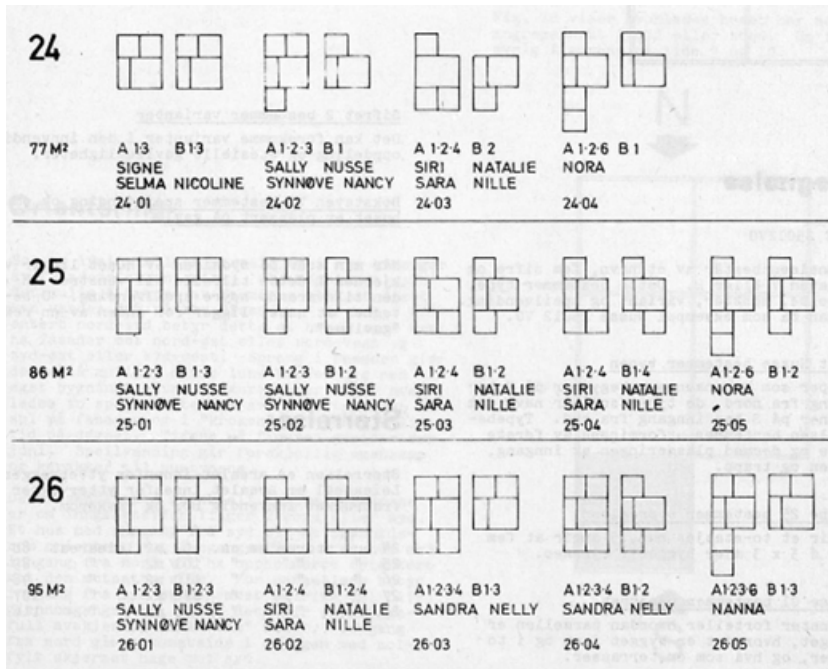 24
77 M²
A 1·3 B 1·3
SIGNE
SELMA NICOLINE
24-01
A 1·2·3 B 1
SALLY NUSSE
SYNNØVE NANCY
24-02
A 1·2·4 B 2
SIRI NATALIE
SARA NILLE
24-03
A 1·2·6 B 1
NORA
24-04
25
86 M²
A 1·2·3 B 1·3
SALLY NUSSE
SYNNØVE NANCY
25-01
A 1·2·3 B 1·2
SALLY NUSSE
SYNNØVE NANCY
25-02
A 1·2·4 B 1·2
SIRI NATALIE
SARA NILLE
25-03
A 1·2·4 B 1·4
SIRI NATALIE
SARA NILLE
25-04
A 1·2·6 B 1·2
NORA
25-05
26
95 M²
A 1·2·3 B 1·2·3
SALLY NUSSE
SYNNØVE NANCY
26-01
A 1·2·4 B 1·2·4
SIRI NATALIE
SARA NILLE
26-02
A 1·2·3·4 B 1·3
SANDRA NELLY
26-03
A 1·2·3·4 B 1·2
SANDRA NELLY
26-04
A 1·2·3·6 B 1·3
NANNA
26-05